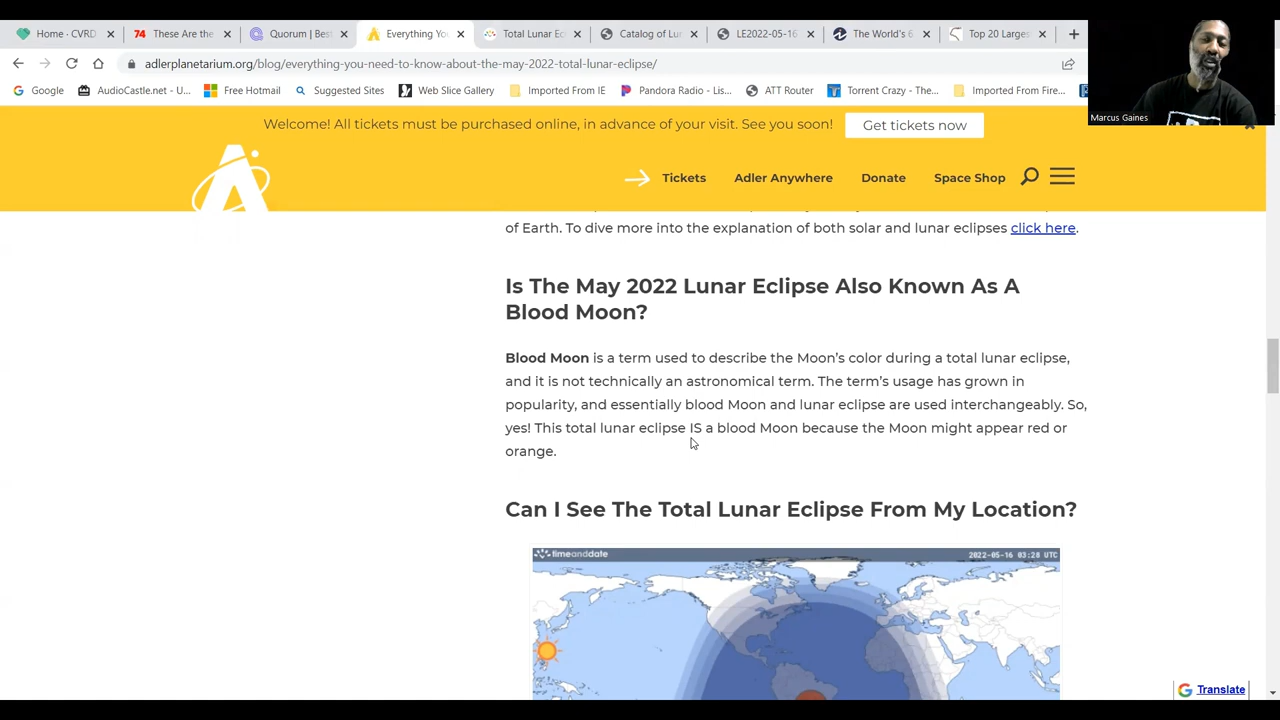 Home · CVRD
74 These Are the
Quorum | Best
Everything You
Total Lunar Ec
Catalog of Lun
LE2022-05-16
The World's 6
Top 20 Larges
adlerplanetarium.org/blog/everything-you-need-to-know-about-the-may-2022-total-lunar-eclipse/
Google
AudioCastle.net - U...
Free Hotmail
Suggested Sites
Web Slice Gallery
Imported From IE
Pandora Radio - Lis...
ATT Router
Torrent Crazy - The...
Imported From Fire...
Marcus Gaines
Welcome! All tickets must be purchased online, in advance of your visit. See you soon!
Get tickets now
Tickets
Adler Anywhere
Donate
Space Shop
of Earth. To dive more into the explanation of both solar and lunar eclipses click here.
Is The May 2022 Lunar Eclipse Also Known As A
Blood Moon?
Blood Moon is a term used to describe the Moon's color during a total lunar eclipse,
and it is not technically an astronomical term. The term's usage has grown in
popularity, and essentially blood Moon and lunar eclipse are used interchangeably. So,
yes! This total lunar eclipse IS a blood Moon because the Moon might appear red or
orange.
Can I See The Total Lunar Eclipse From My Location?
timeanddate
2022-05-16 03:28 UTC
Translate